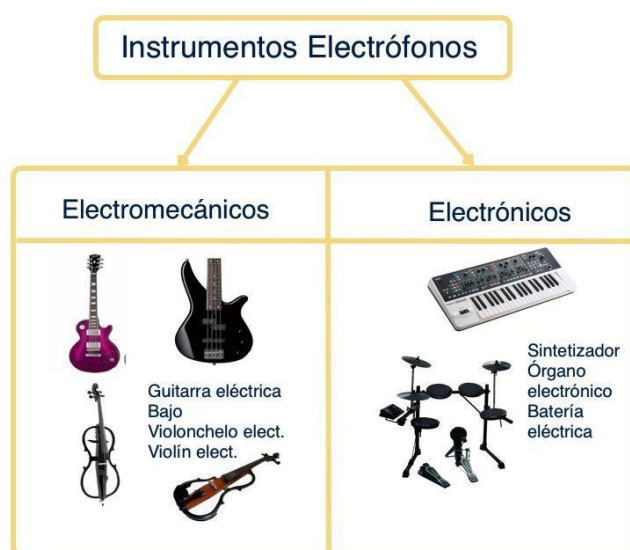 Instrumentos Electrófonos
Electromecánicos
Electrónicos
Guitarra eléctrica
Bajo
Violonchelo elect.
Violín elect.
Sintetizador
Órgano
electrónico
Batería
eléctrica